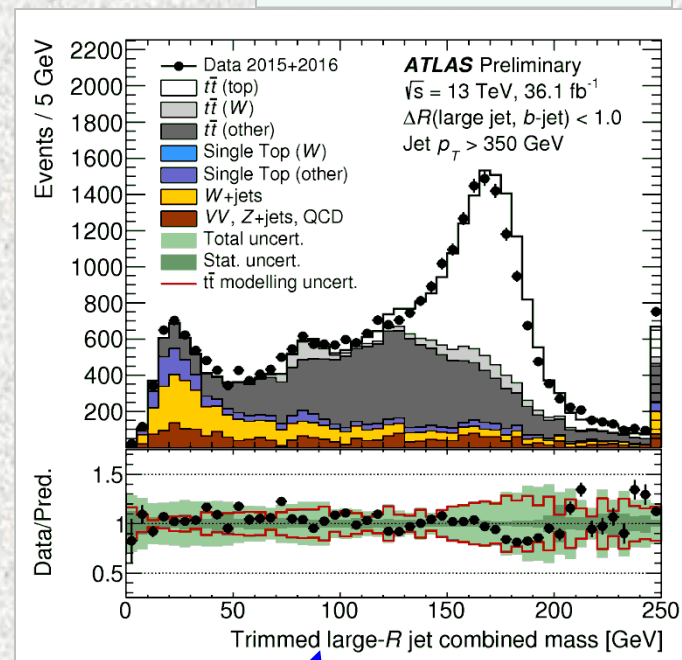 Events / 5 GeV
2200
2000
1800
1600
1400
1200
1000
800
600
400
200
Data 2015+2016
tt̄ (top)
tt̄ (W)
tt̄ (other)
Single Top (W)
Single Top (other)
W+jets
VV, Z+jets, QCD
Total uncert.
Stat. uncert.
tt̄ modelling uncert.
ATLAS Preliminary
√s = 13 TeV, 36.1 fb⁻¹
ΔR(large jet, b-jet) < 1.0
Jet p_T > 350 GeV
Data/Pred.
1.5
1
0.5
0 50 100 150 200 250
Trimmed large-R jet combined mass [GeV]